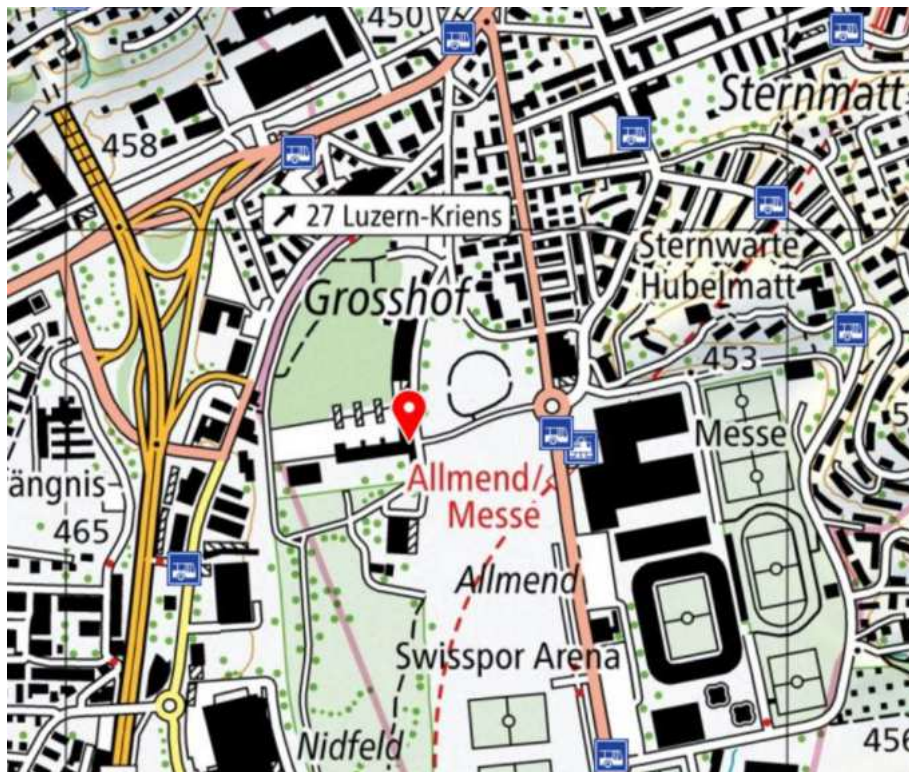 450
Sternmatt
458
27 Luzern-Kriens
Sternwarte
Hubelmatt
Grosshof
453
Messe
ängnis
465
Allmend/
Messe
Allmend
Swisspor Arena
Nidfeld
456